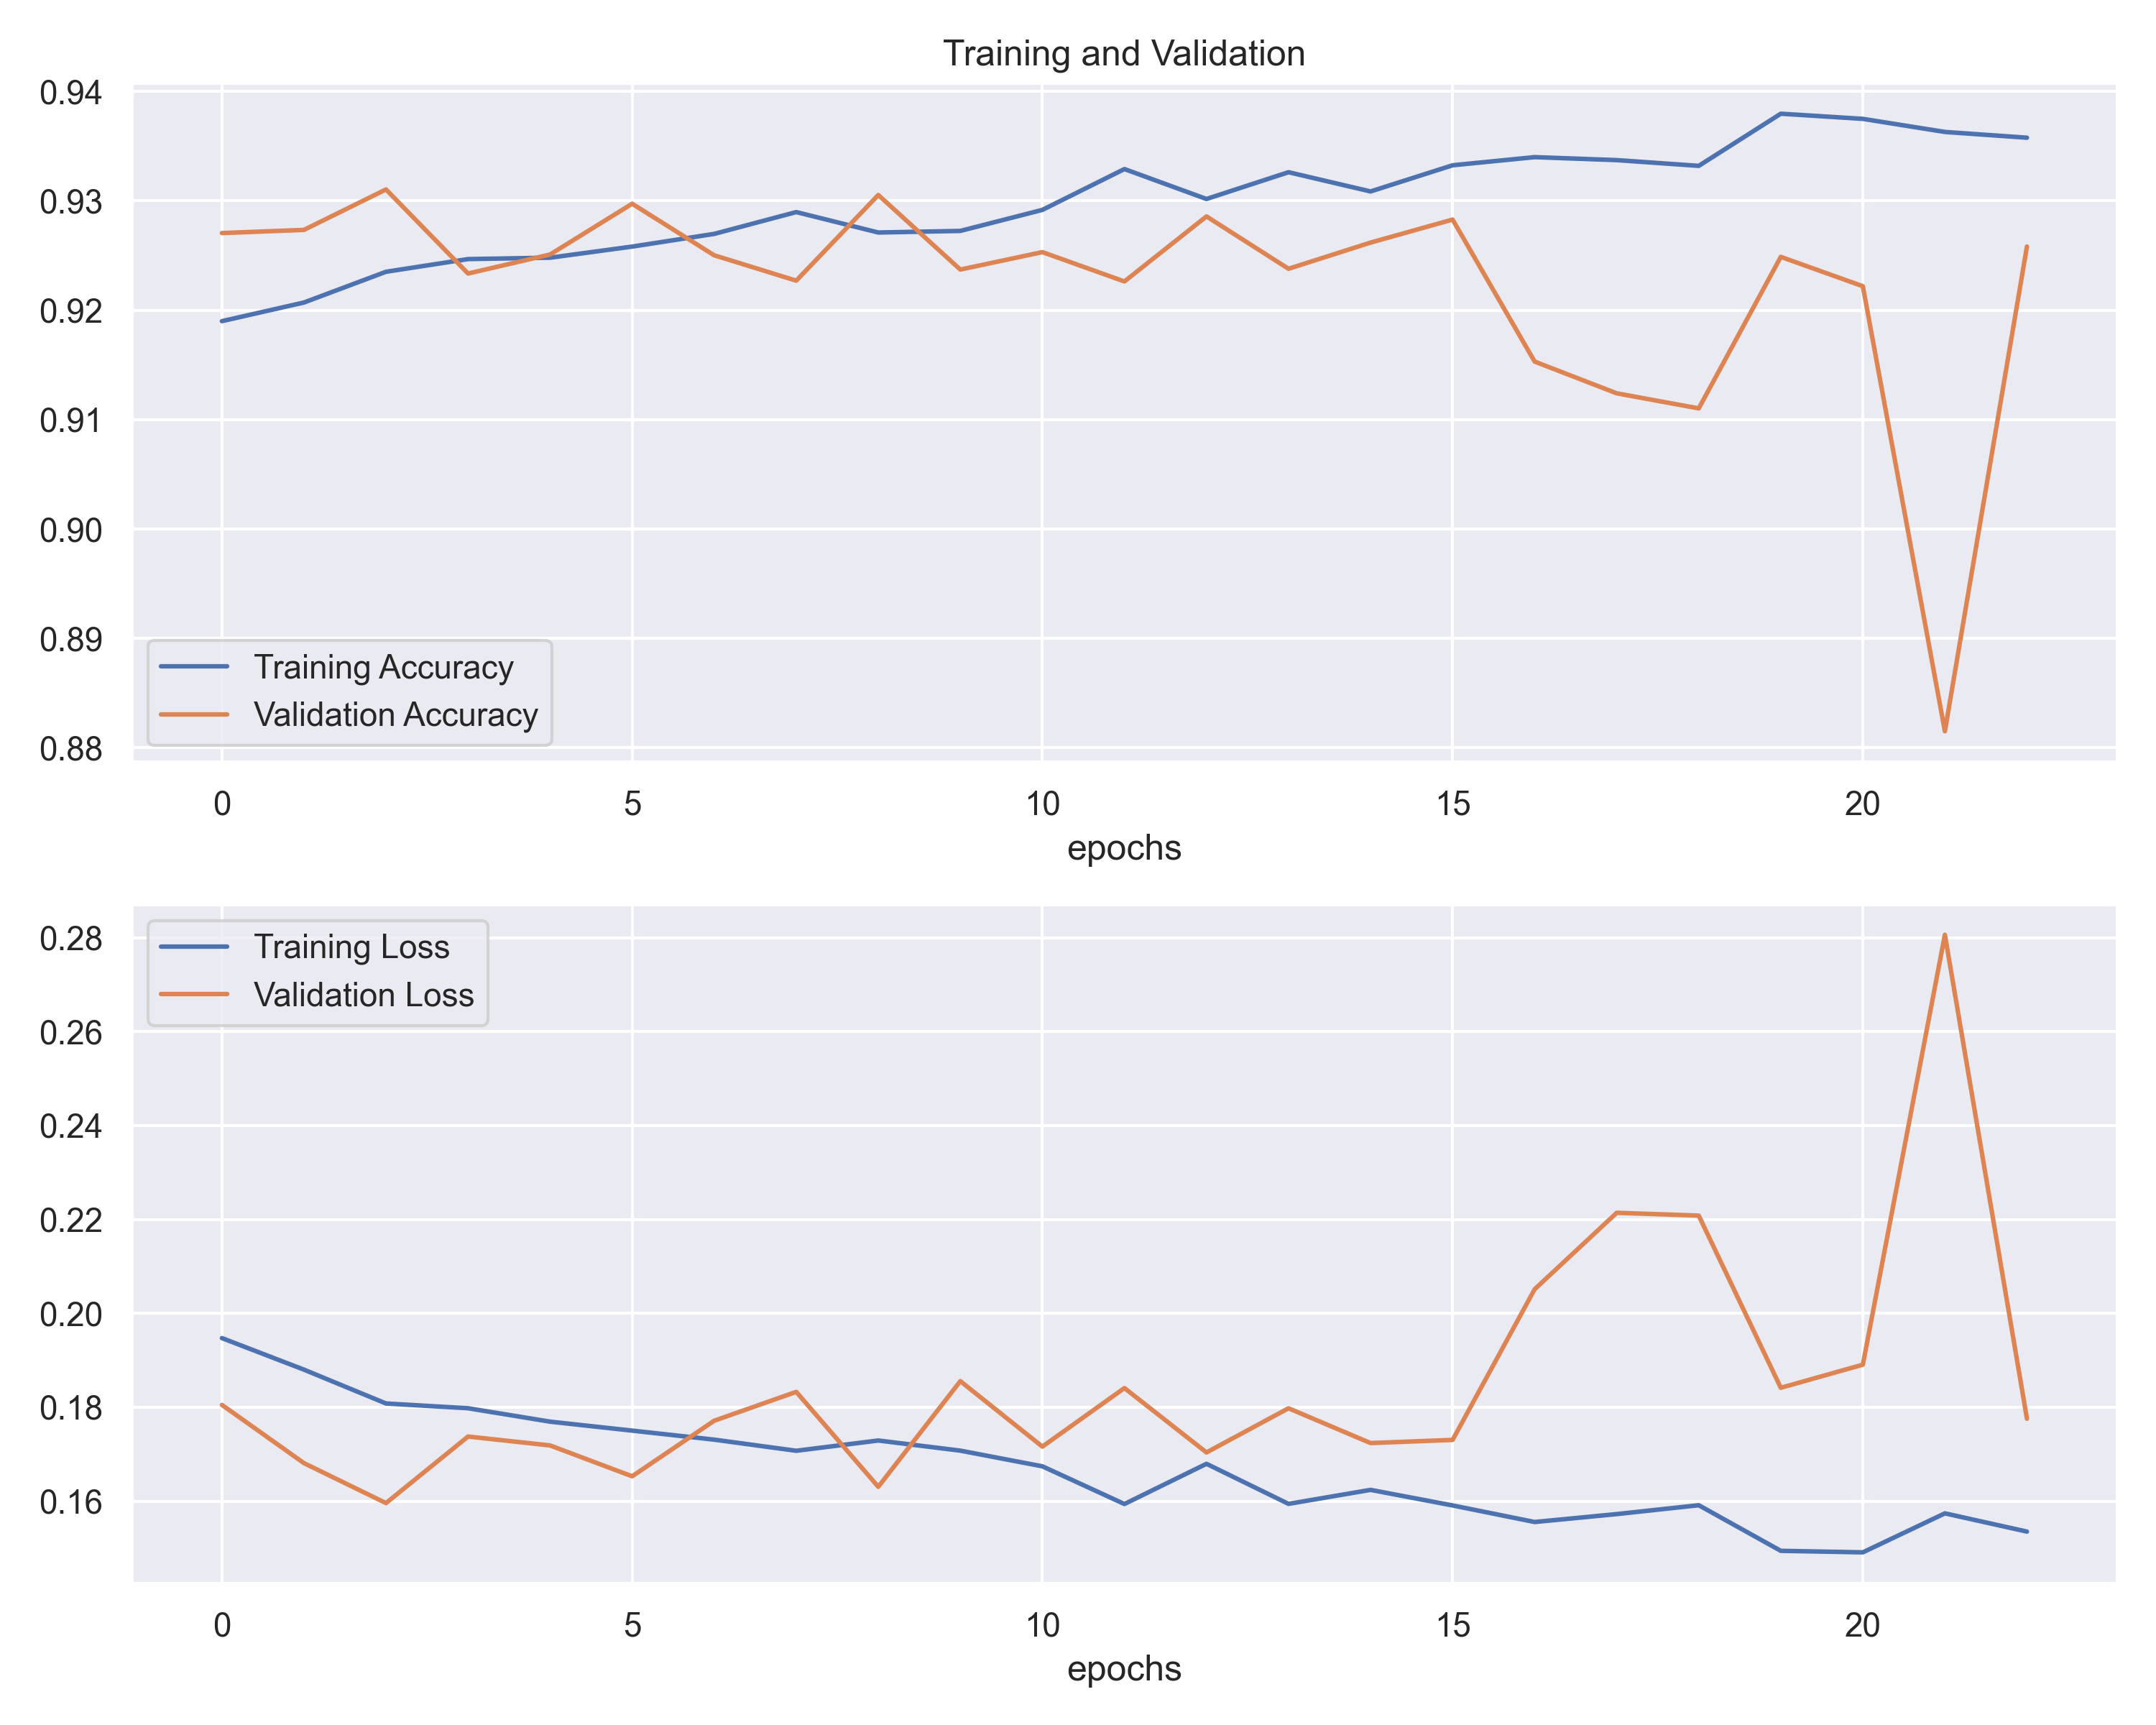 Training and Validation
0.94
0.93
0.92
0.91
0.90
0.89
0.88
Training Accuracy
Validation Accuracy
0 5 10 15 20
epochs
0.28
0.26
0.24
0.22
0.20
0.18
0.16
Training Loss
Validation Loss
0 5 10 15 20
epochs